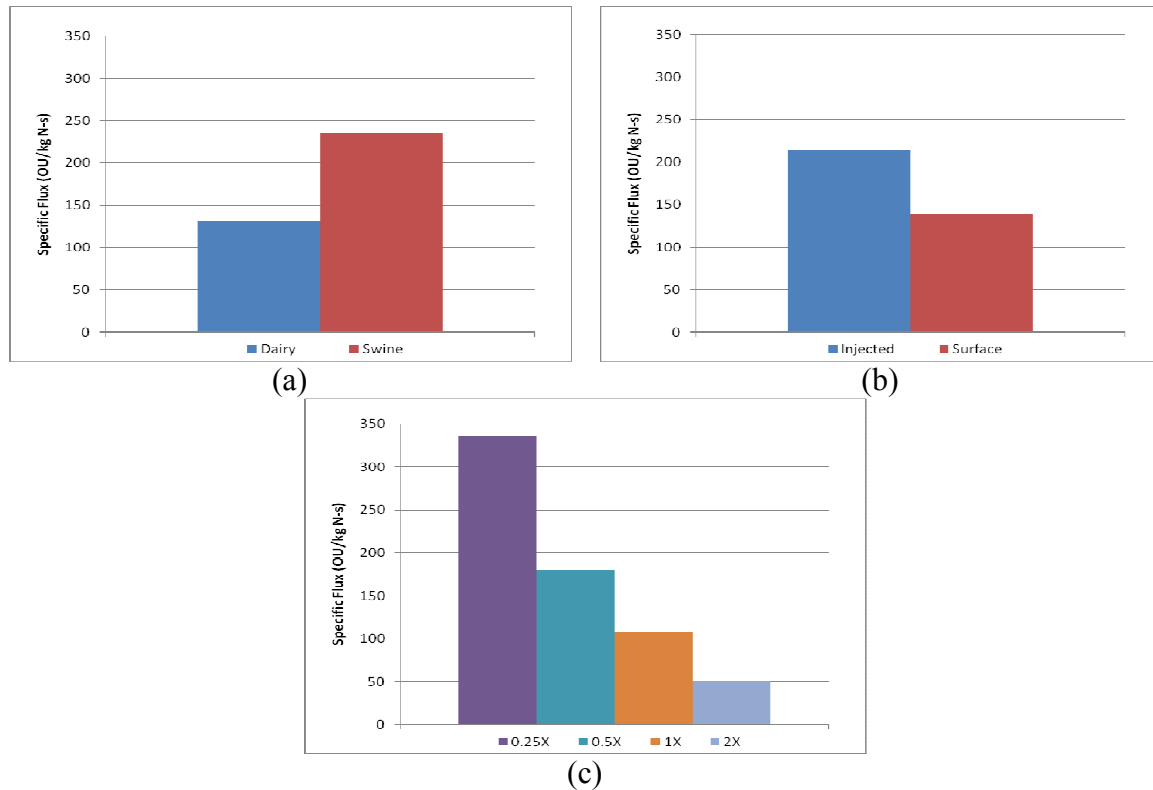 350
300
250
200
150
100
50
0
Specific Flux (OU/kg N-s)
Dairy Swine
(a)
350
300
250
200
150
100
50
0
Specific Flux (OU/kg N-s)
Injected Surface
(b)
350
300
250
200
150
100
50
0
Specific Flux (OU/kg N-s)
0.25X 0.5X 1X 2X
(c)